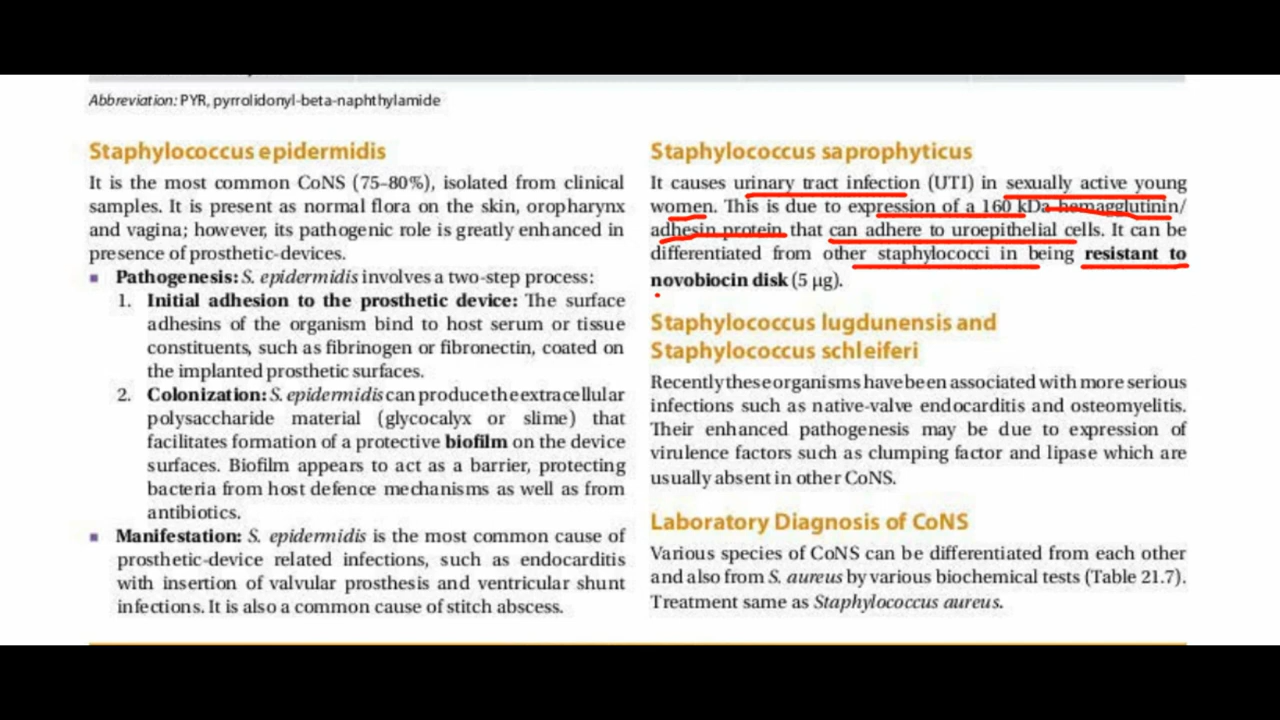 Abbreviation: PYR, pyrrolidonyl-beta-naphthylamide
Staphylococcus epidermidis
It is the most common CoNS (75–80%), isolated from clinical
samples. It is present as normal flora on the skin, oropharynx
and vagina; however, its pathogenic role is greatly enhanced in
presence of prosthetic-devices.
▪ Pathogenesis: S. epidermidis involves a two-step process:
1. Initial adhesion to the prosthetic device: The surface
adhesins of the organism bind to host serum or tissue
constituents, such as fibrinogen or fibronectin, coated on
the implanted prosthetic surfaces.
2. Colonization: S. epidermidis can produce the extracellular
polysaccharide material (glycocalyx or slime) that
facilitates formation of a protective biofilm on the device
surfaces. Biofilm appears to act as a barrier, protecting
bacteria from host defence mechanisms as well as from
antibiotics.
▪ Manifestation: S. epidermidis is the most common cause of
prosthetic-device related infections, such as endocarditis
with insertion of valvular prosthesis and ventricular shunt
infections. It is also a common cause of stitch abscess.
Staphylococcus saprophyticus
It causes urinary tract infection (UTI) in sexually active young
women. This is due to expression of a 160 kDa hemagglutinin/
adhesin protein that can adhere to uroepithelial cells. It can be
differentiated from other staphylococci in being resistant to
novobiocin disk (5 µg).
Staphylococcus lugdunensis and
Staphylococcus schleiferi
Recently these organisms have been associated with more serious
infections such as native-valve endocarditis and osteomyelitis.
Their enhanced pathogenesis may be due to expression of
virulence factors such as clumping factor and lipase which are
usually absent in other CoNS.
Laboratory Diagnosis of CoNS
Various species of CoNS can be differentiated from each other
and also from S. aureus by various biochemical tests (Table 21.7).
Treatment same as Staphylococcus aureus.